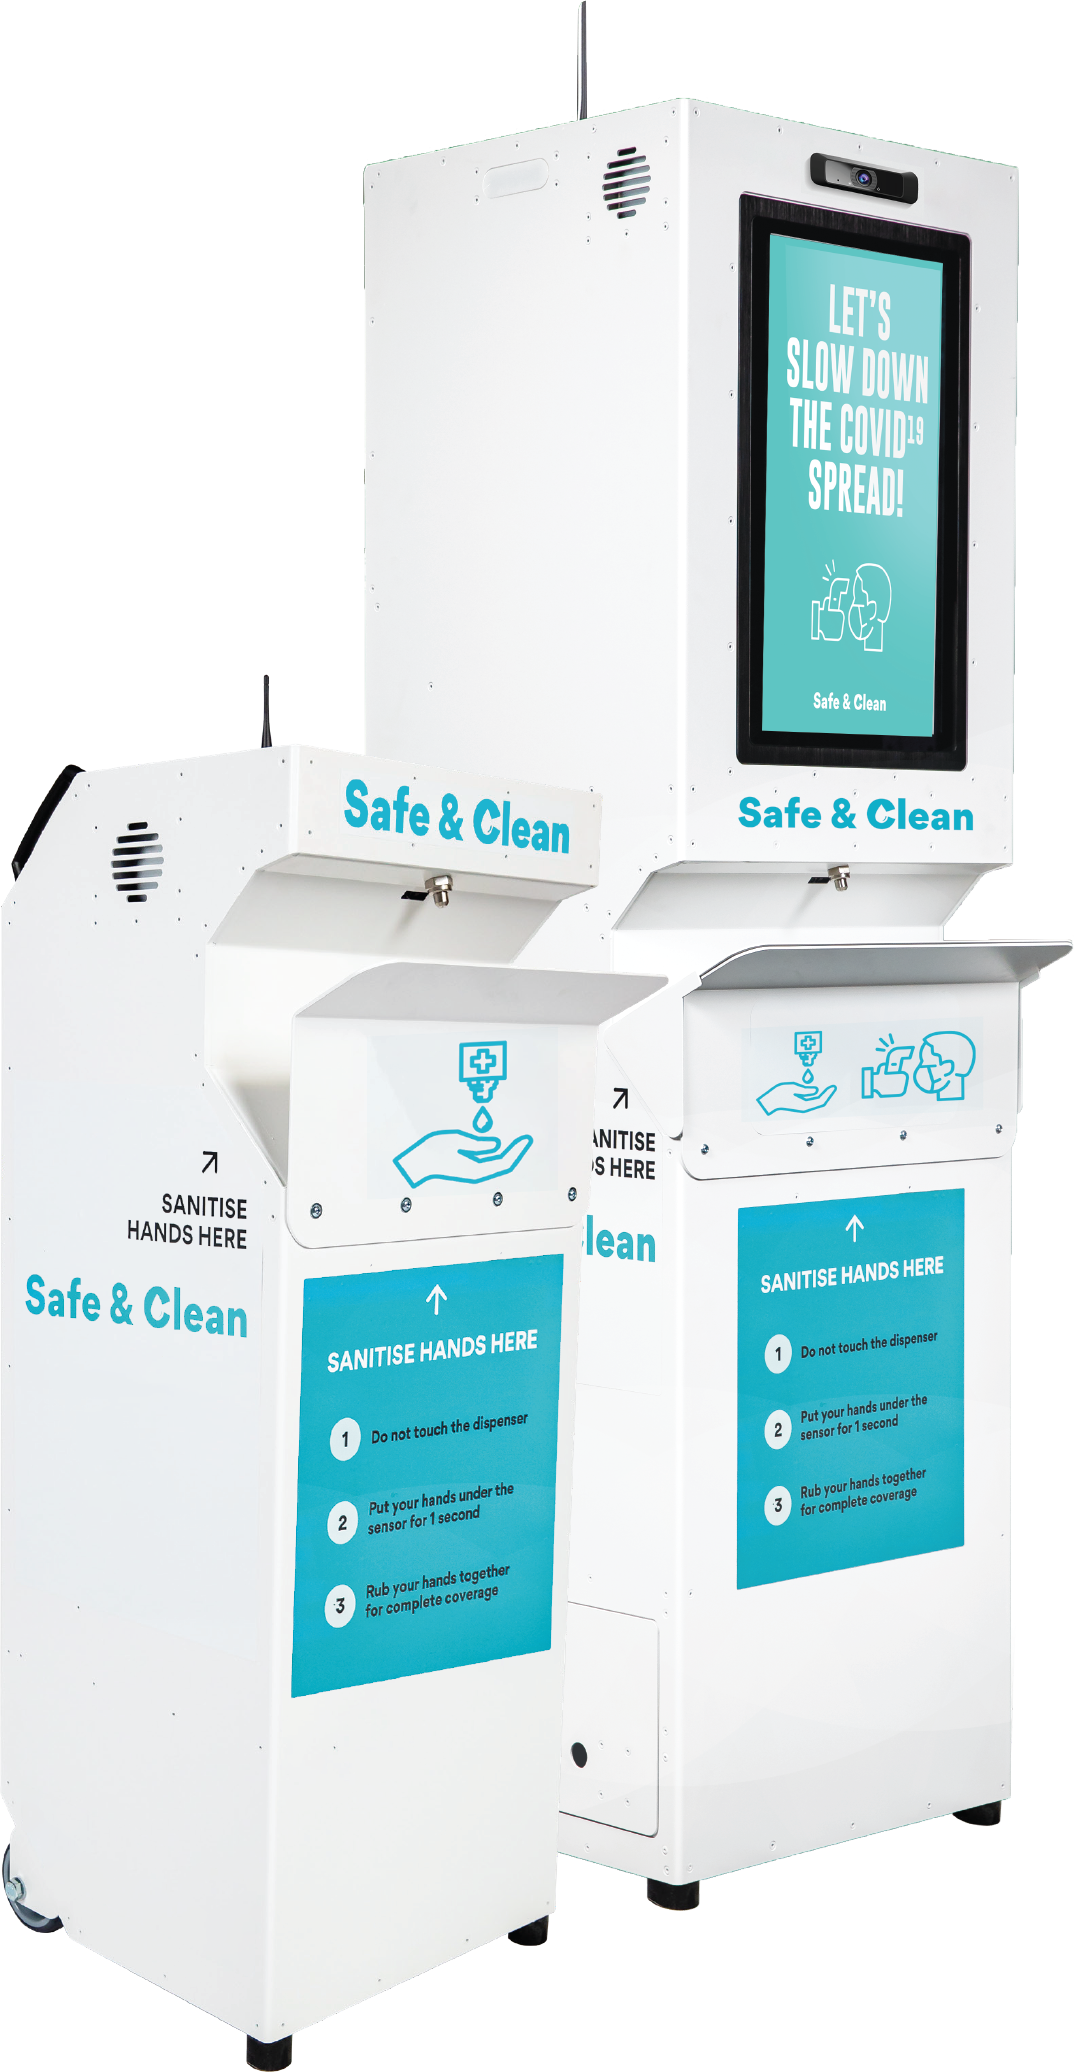 LET'S
SLOW DOWN
THE COVID19
SPREAD!
Safe & Clean
Safe & Clean
Safe & Clean
SANITISE
HANDS HERE
Safe & Clean
SANITISE HANDS HERE
1 Do not touch the dispenser
2 Put your hands under the
sensor for 1 second
3 Rub your hands together
for complete coverage
ANITISE
S HERE
lean
SANITISE HANDS HERE
1 Do not touch the dispenser
2 Put your hands under the
sensor for 1 second
3 Rub your hands together
for complete coverage